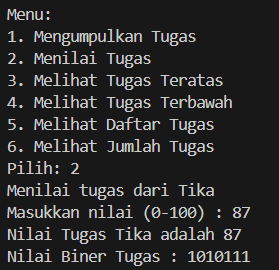 Menu:
1. Mengumpulkan Tugas
2. Menilai Tugas
3. Melihat Tugas Teratas
4. Melihat Tugas Terbawah
5. Melihat Daftar Tugas
6. Melihat Jumlah Tugas
Pilih: 2
Menilai tugas dari Tika
Masukkan nilai (0-100) : 87
Nilai Tugas Tika adalah 87
Nilai Biner Tugas : 1010111